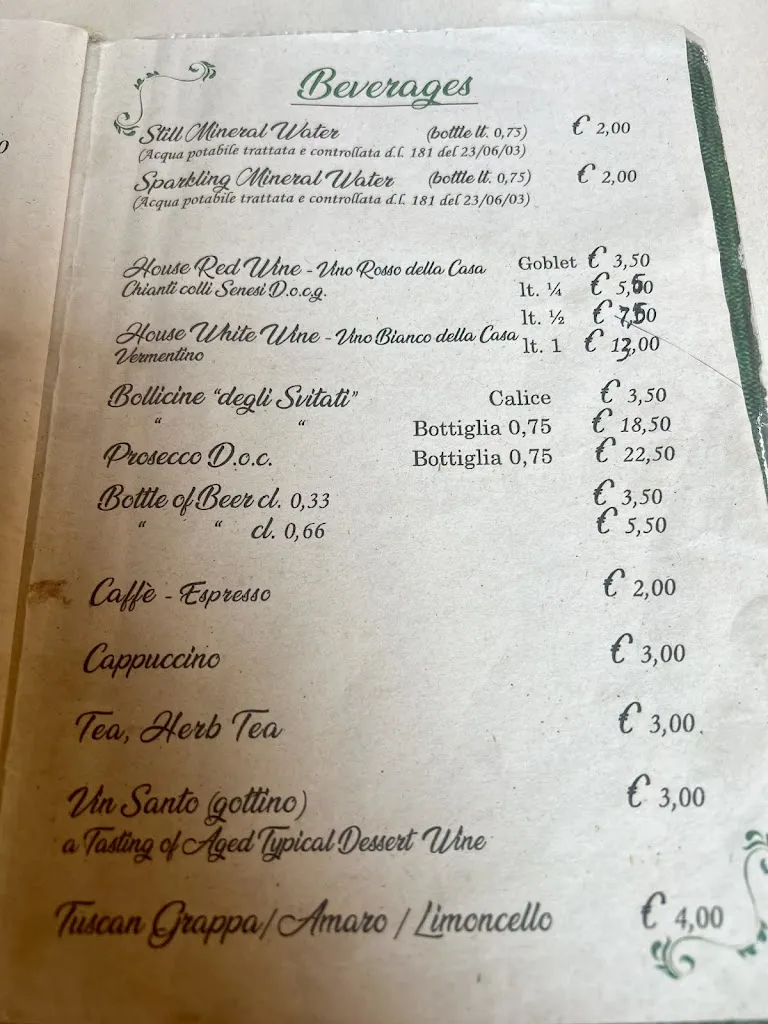 Beverages
Still Mineral Water (bottle lt. 0,75) € 2,00
(Acqua potabile trattata e controllata d.l. 181 del 23/06/03)
Sparkling Mineral Water (bottle lt. 0,75) € 2,00
(Acqua potabile trattata e controllata d.l. 181 del 23/06/03)
House Red Wine - Vino Rosso della Casa Goblet € 3,50
Chianti colli Senesi D.o.c.g. lt. ¼ € 5,50
lt. ½ €
House White Wine - Vino Bianco della Casa lt. 1 € 13,00
Vermentino
Bollicine “degli Svitati” Calice € 3,50
“ “ Bottiglia 0,75 € 18,50
Prosecco D.o.c. Bottiglia 0,75 € 22,50
Bottle of Beer cl. 0,33 € 3,50
“ “ cl. 0,66 € 5,50
Caffè - Espresso € 2,00
Cappuccino € 3,00
Tea, Herb Tea € 3,00
Vin Santo (gottino) € 3,00
a Tasting of Aged Typical Dessert Wine
Tuscan Grappa / Amaro / Limoncello € 4,00